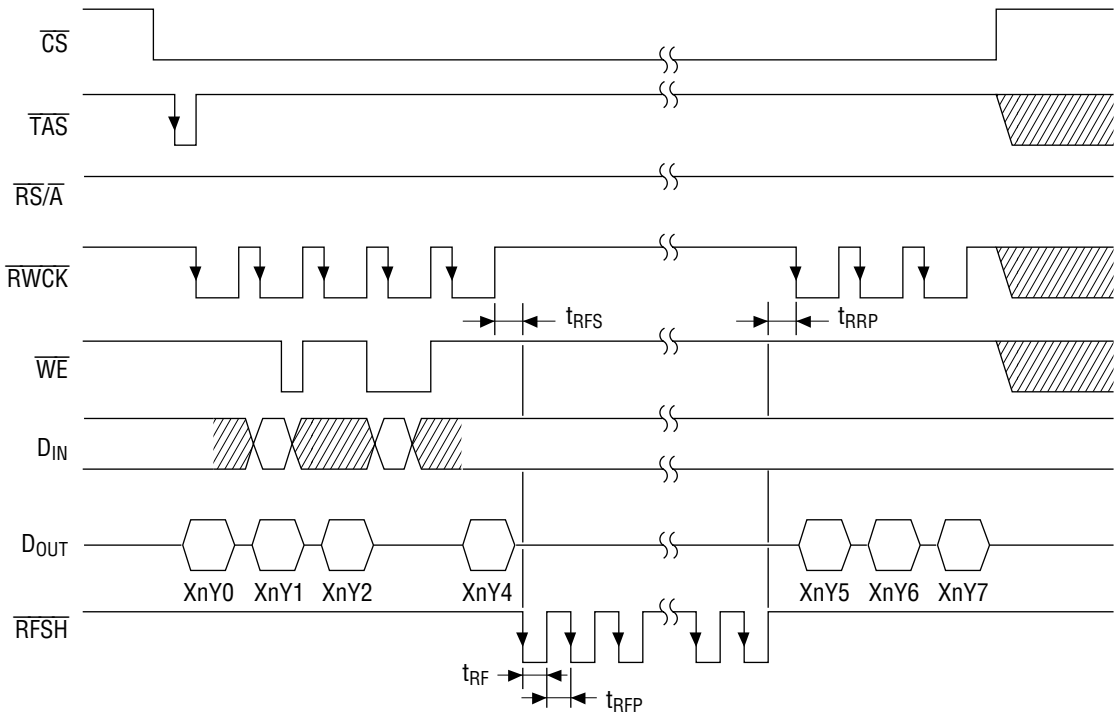 CS
TAS
RS/A
RWCK
tRFS
tRRP
WE
DIN
DOUT
XnY0 XnY1 XnY2 XnY4 XnY5 XnY6 XnY7
RFSH
tRF
tRFP